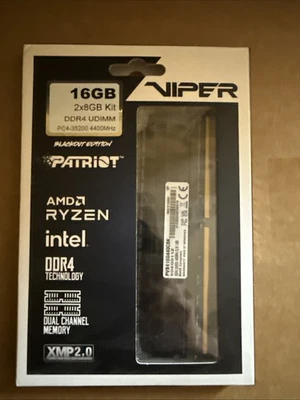 16GB
2x8GB Kit
DDR4 UDIMM
PC4-35200 4400MHz
VIPER
BLACKOUT EDITION
PATRIOT
AMD
RYZEN
intel
DDR4
TECHNOLOGY
DUAL CHANNEL
MEMORY
XMP2.0